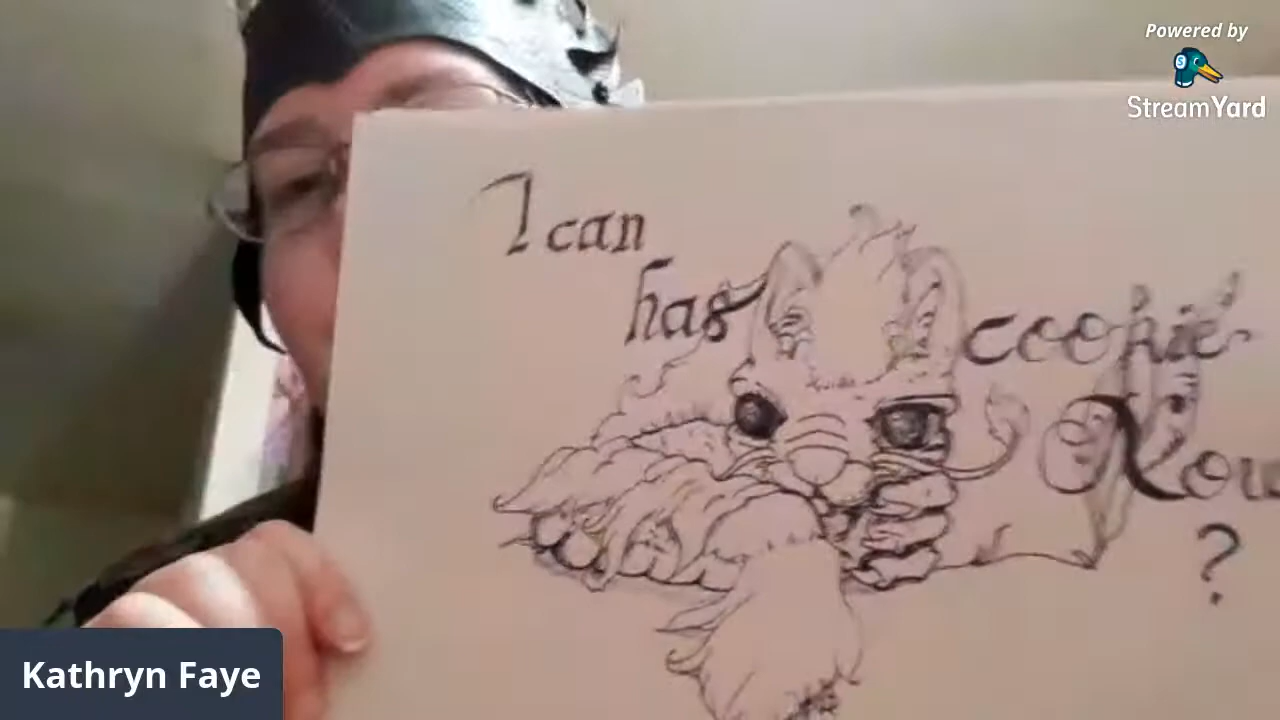 Powered by
StreamYard
I can
has cookie
Now
?
Kathryn Faye